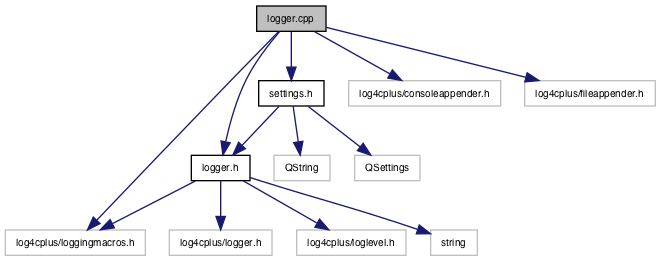 logger.cpp
settings.h
log4cplus/consoleappender.h
log4cplus/fileappender.h
logger.h
QString
QSettings
log4cplus/loggingmacros.h
log4cplus/logger.h
log4cplus/loglevel.h
string